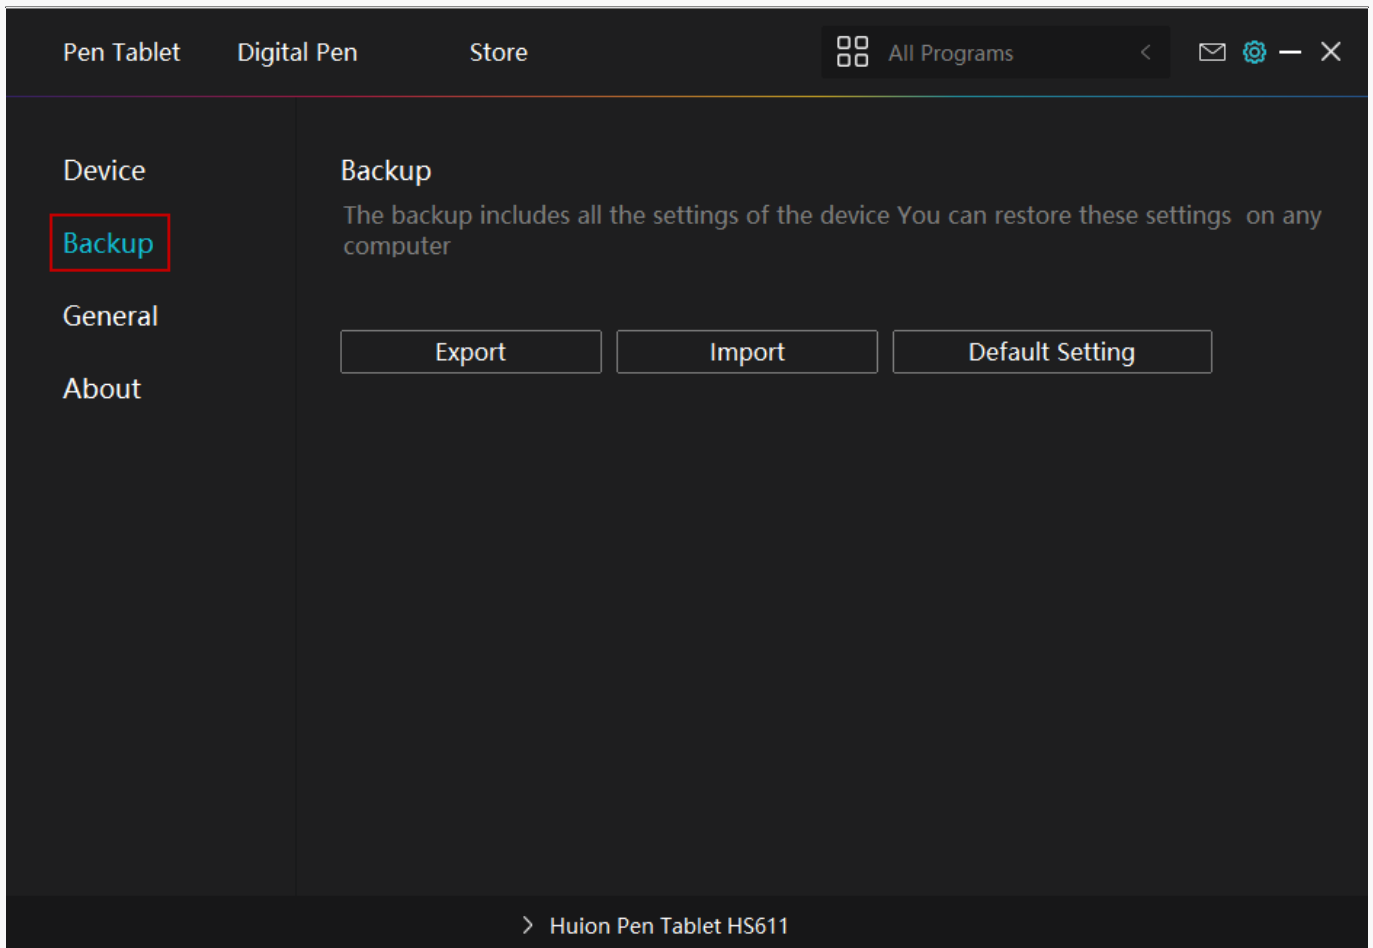 Pen Tablet Digital Pen Store All Programs
Device
Backup
General
About
Backup
The backup includes all the settings of the device You can restore these settings  on any
computer
Export Import Default Setting
Huion Pen Tablet HS611